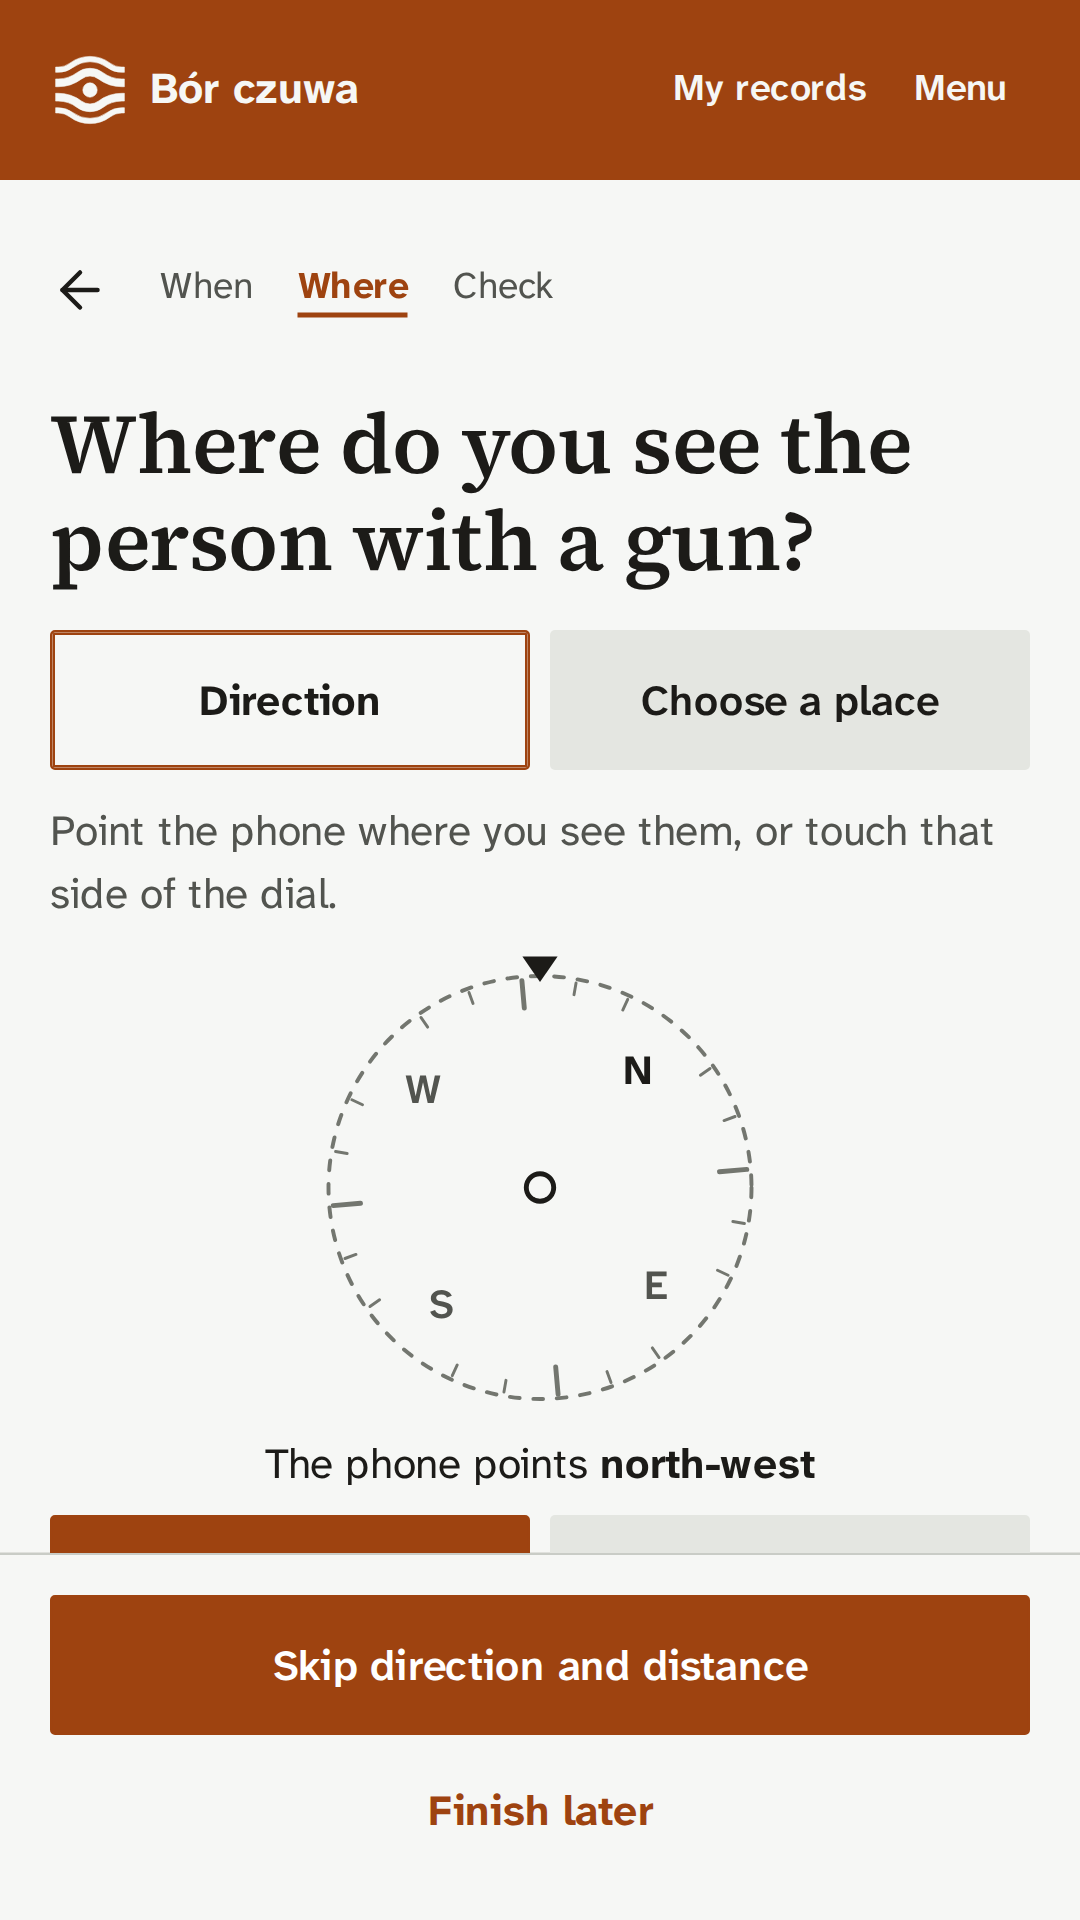 Bór czuwa
My records
Menu
When
Where
Check
Where do you see the
person with a gun?
Direction
Choose a place
Point the phone where you see them, or touch that
side of the dial.
N
W
E
S
The phone points north-west
Skip direction and distance
Finish later